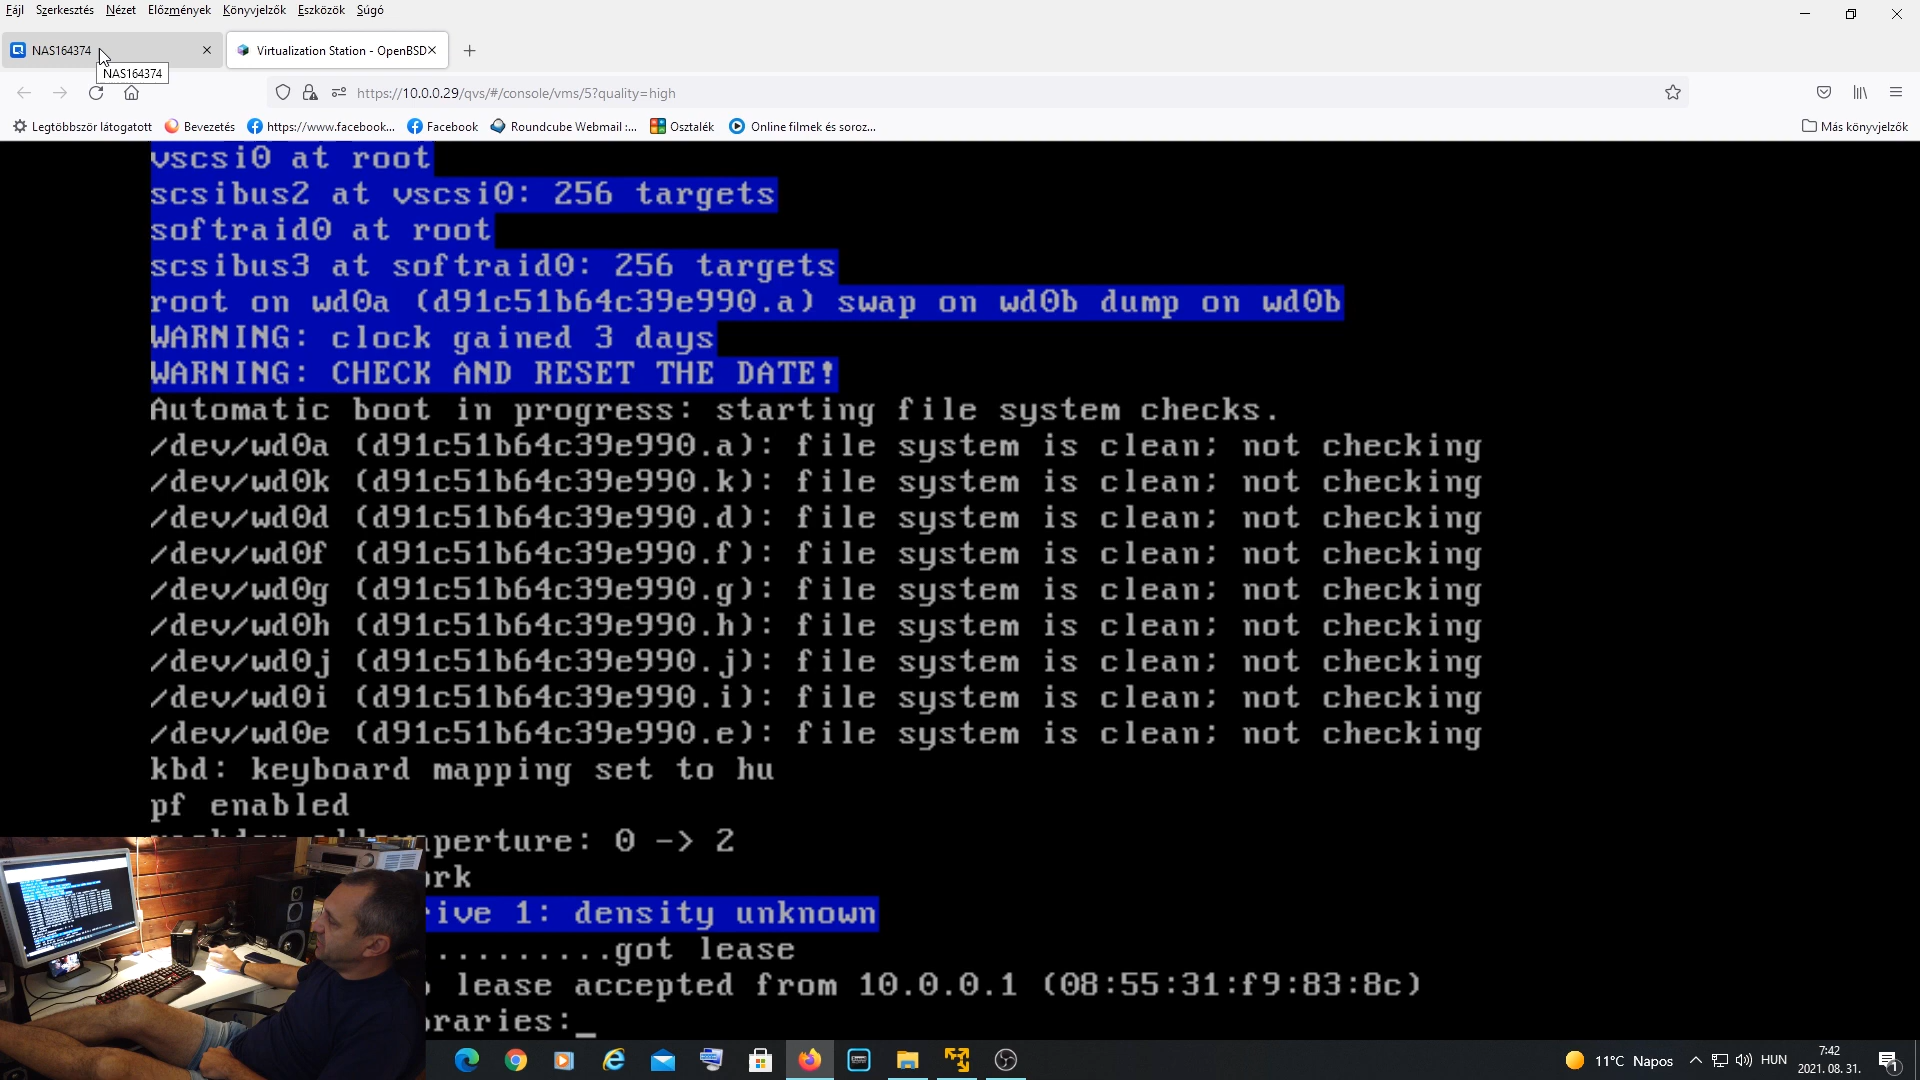 Fájl Szerkesztés Nézet Előzmények Könyvjelzők Eszközök Súgó
NAS164374
Virtualization Station - OpenBSD
NAS164374
https://10.0.0.29/qvs/#/console/vms/5?quality=high
Legtöbbször látogatott Bevezetés https://www.facebook... Facebook Roundcube Webmail :... Osztalék Online filmek és soroz... Más könyvjelzők
vscsi0 at root
scsibus2 at vscsi0: 256 targets
softraid0 at root
scsibus3 at softraid0: 256 targets
root on wd0a (d91c51b64c39e990.a) swap on wd0b dump on wd0b
WARNING: clock gained 3 days
WARNING: CHECK AND RESET THE DATE!
Automatic boot in progress: starting file system checks.
/dev/wd0a (d91c51b64c39e990.a): file system is clean; not checking
/dev/wd0k (d91c51b64c39e990.k): file system is clean; not checking
/dev/wd0d (d91c51b64c39e990.d): file system is clean; not checking
/dev/wd0f (d91c51b64c39e990.f): file system is clean; not checking
/dev/wd0g (d91c51b64c39e990.g): file system is clean; not checking
/dev/wd0h (d91c51b64c39e990.h): file system is clean; not checking
/dev/wd0j (d91c51b64c39e990.j): file system is clean; not checking
/dev/wd0i (d91c51b64c39e990.i): file system is clean; not checking
/dev/wd0e (d91c51b64c39e990.e): file system is clean; not checking
kbd: keyboard mapping set to hu
pf enabled
perture: 0 -> 2
rk
rive 1: density unknown
.........got lease
lease accepted from 10.0.0.1 (08:55:31:f9:83:8c)
raries:_
11°C Napos
HUN
7:42
2021. 08. 31.
1